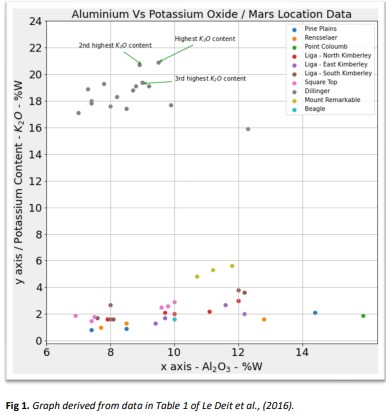 Aluminium Vs Potassium Oxide / Mars Location Data
24
22
20
18
16
14
12
10
8
6
4
2
0
y axis / Potassium Content - K₂O - %W
2nd highest K₂O content
Highest K₂O content
3rd highest K₂O content
Pine Plains
Rensselaer
Point Coloumb
Liga - North Kimberley
Liga - East Kimberley
Liga - South Kimberley
Square Top
Dillinger
Mount Remarkable
Beagle
6 8 10 12 14
x axis - Al₂O₃ - %W
Fig 1. Graph derived from data in Table 1 of Le Deit et al., (2016).